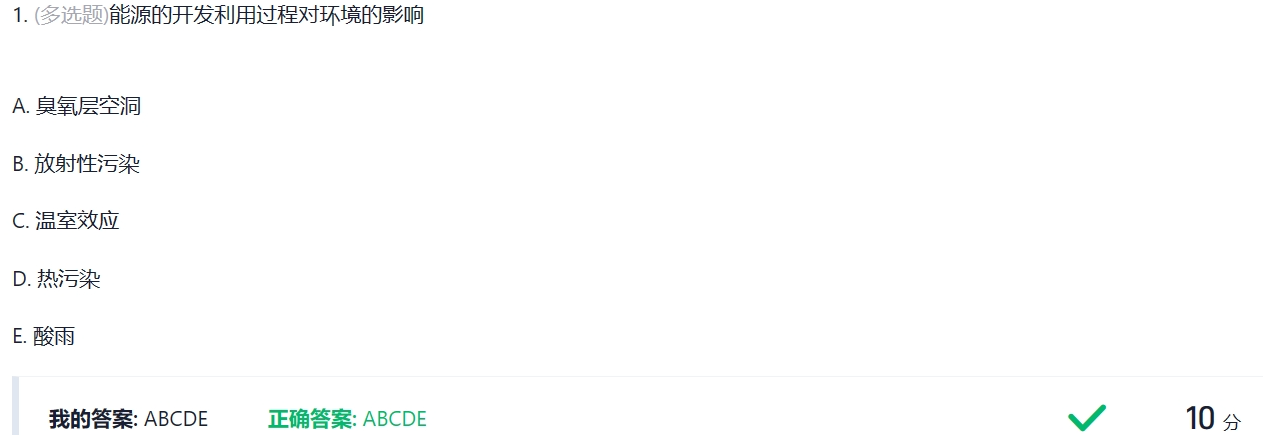 1. (多选题)能源的开发利用过程对环境的影响
A. 臭氧层空洞
B. 放射性污染
C. 温室效应
D. 热污染
E. 酸雨
我的答案: ABCDE 正确答案: ABCDE 10 分